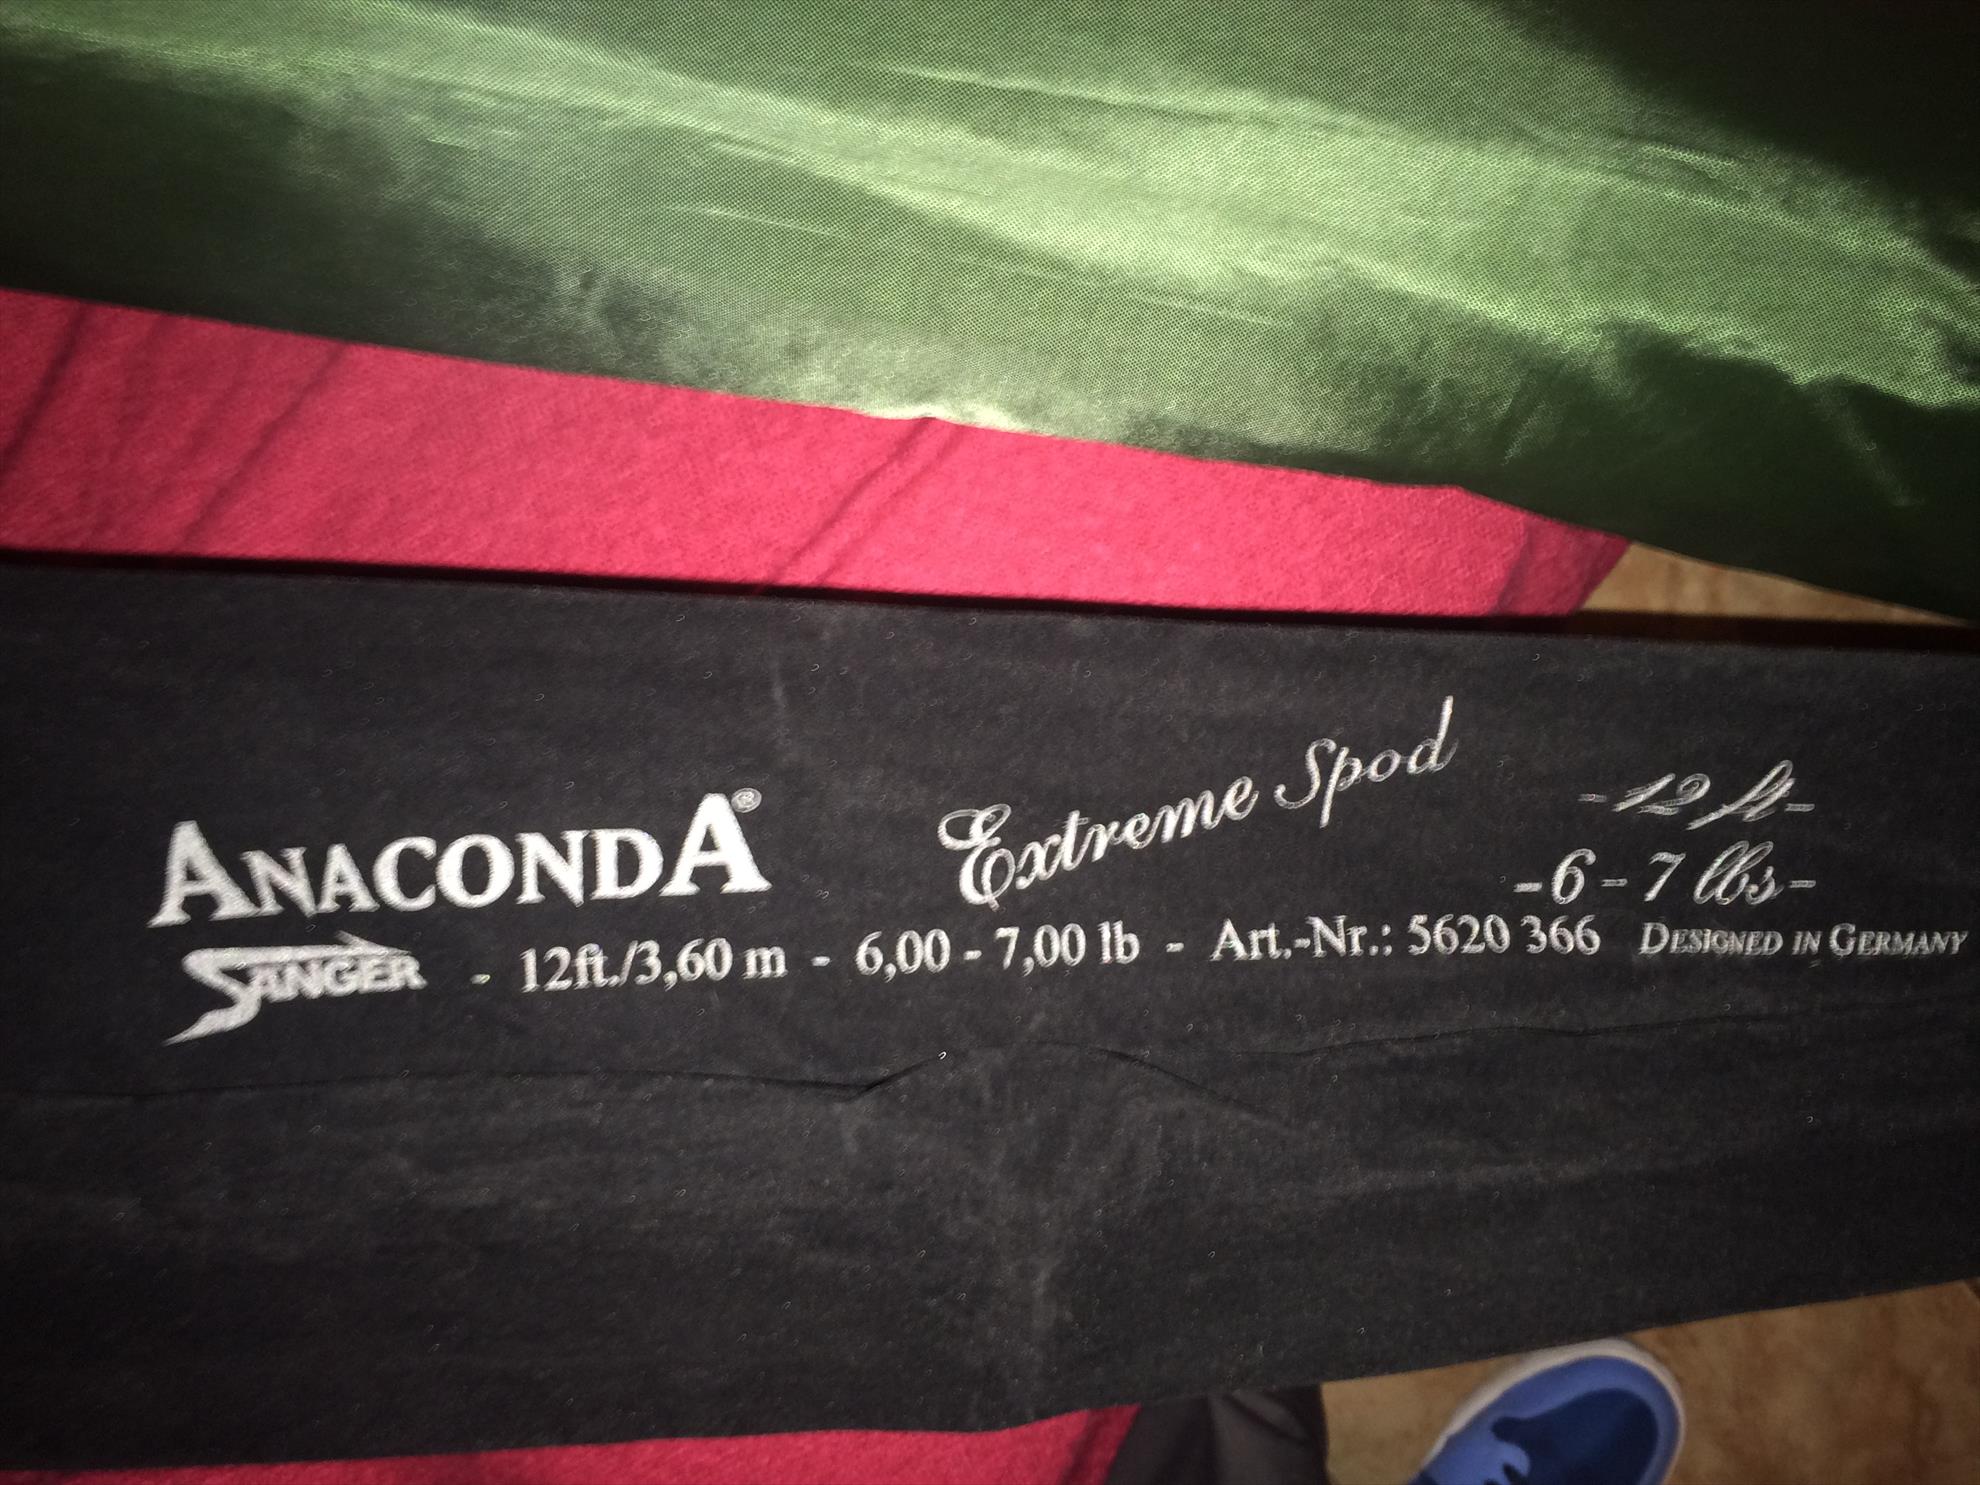 ANACONDA®
Extreme Spod
-12 ft-
-6-7 lbs-
SÄNGER - 12ft./3,60 m - 6,00 - 7,00 lb - Art.-Nr.: 5620 366 DESIGNED IN GERMANY